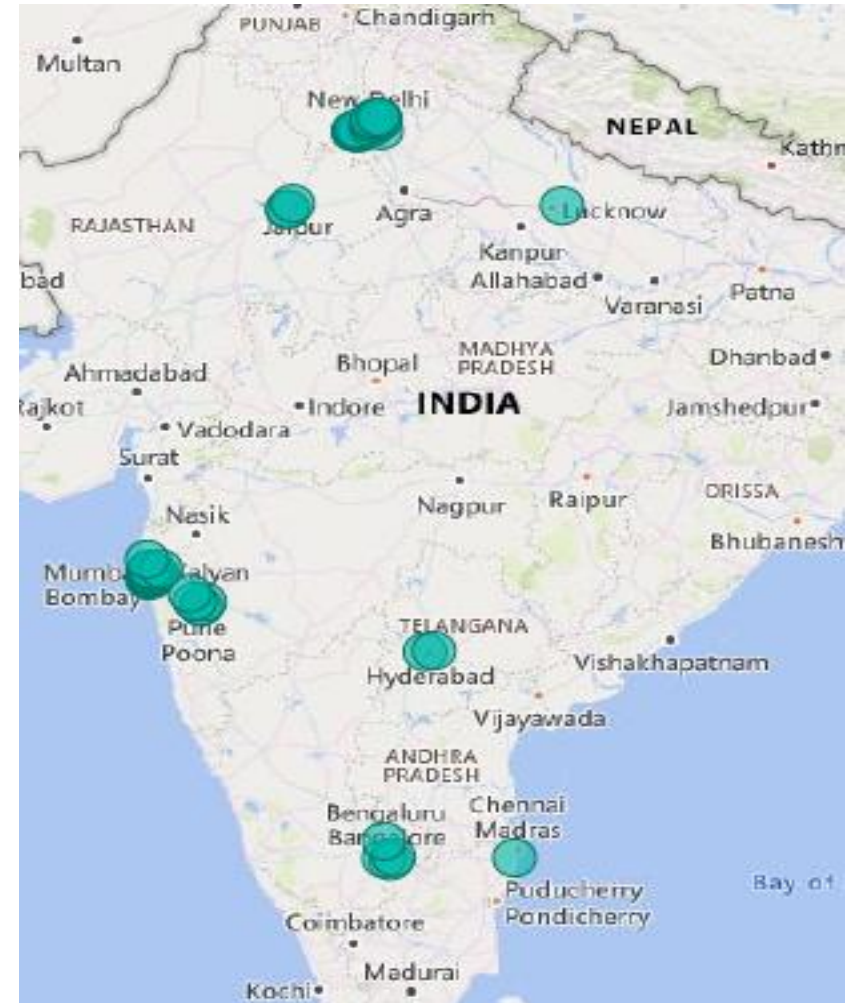 PUNJAB
Chandigarh
Multan
New Delhi
NEPAL
Kathm
RAJASTHAN
Jaipur
Agra
Lucknow
Kanpur
Allahabad
bad
Varanasi
Patna
Bhopal
MADHYA
PRADESH
Dhanbad
Ahmadabad
Rajkot
Indore
INDIA
Jamshedpur
Vadodara
Surat
Nagpur
Raipur
ORISSA
Nasik
Bhubanesh
Mumbai
Kalyan
Bombay
Pune
Poona
TELANGANA
Hyderabad
Vishakhapatnam
Vijayawada
ANDHRA
PRADESH
Bengaluru
Bangalore
Chennai
Madras
Bay of
Puducherry
Pondicherry
Coimbatore
Madurai
Kochi